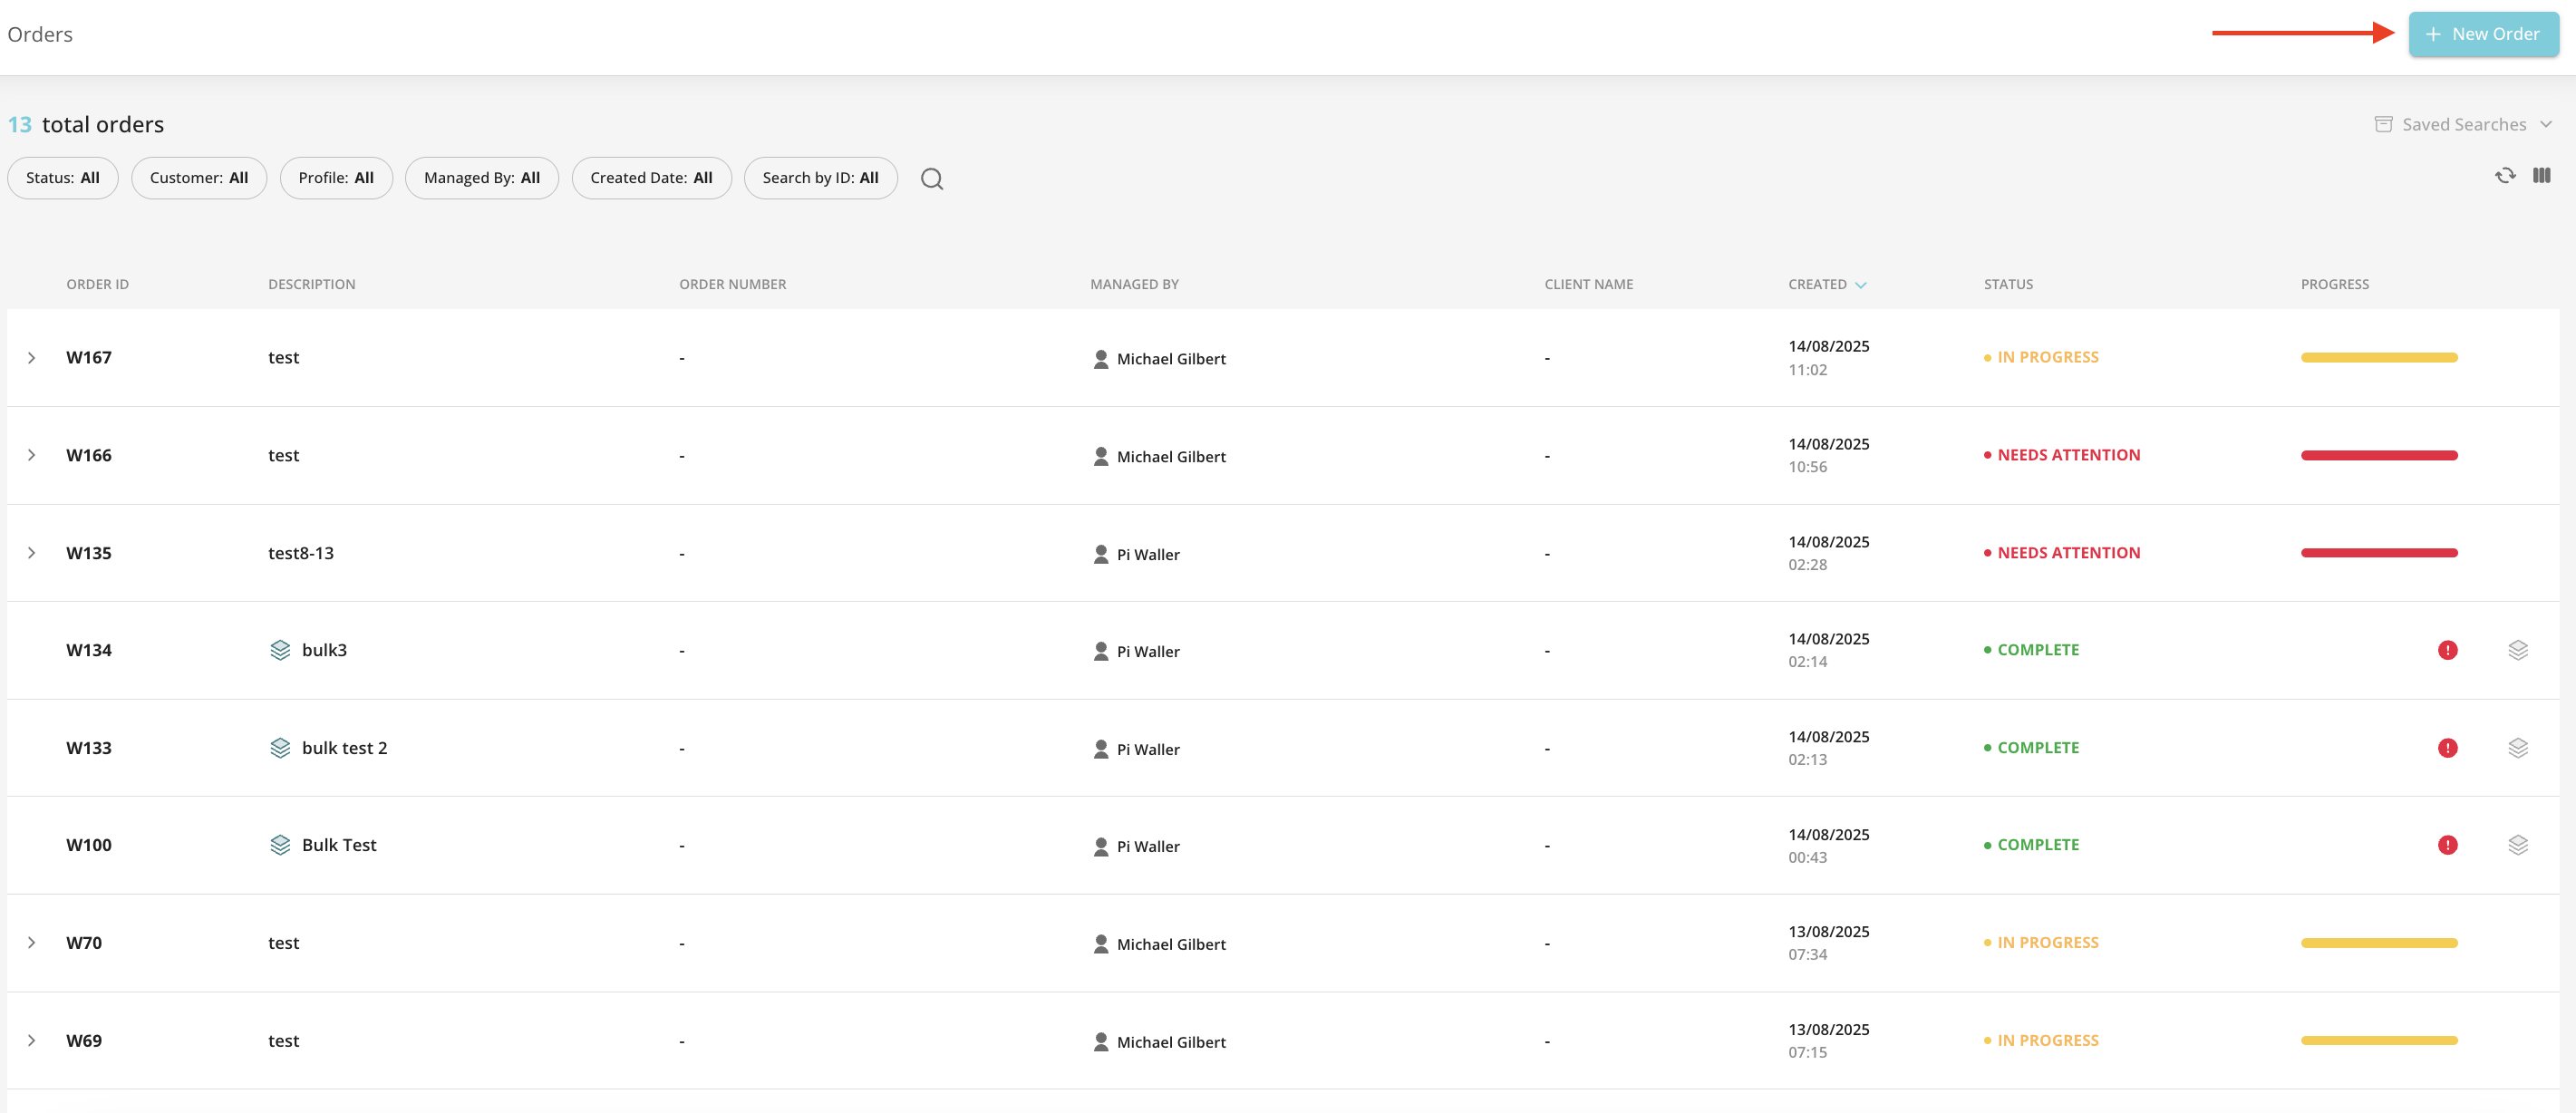 Orders
+ New Order
13 total orders
Saved Searches
Status: All Customer: All Profile: All Managed By: All Created Date: All Search by ID: All
ORDER ID DESCRIPTION ORDER NUMBER MANAGED BY CLIENT NAME CREATED STATUS PROGRESS
W167 test - Michael Gilbert - 14/08/2025 IN PROGRESS
11:02
W166 test - Michael Gilbert - 14/08/2025 NEEDS ATTENTION
10:56
W135 test8-13 - Pi Waller - 14/08/2025 NEEDS ATTENTION
02:28
W134 bulk3 - Pi Waller - 14/08/2025 COMPLETE
02:14
W133 bulk test 2 - Pi Waller - 14/08/2025 COMPLETE
02:13
W100 Bulk Test - Pi Waller - 14/08/2025 COMPLETE
00:43
W70 test - Michael Gilbert - 13/08/2025 IN PROGRESS
07:34
W69 test - Michael Gilbert - 13/08/2025 IN PROGRESS
07:15